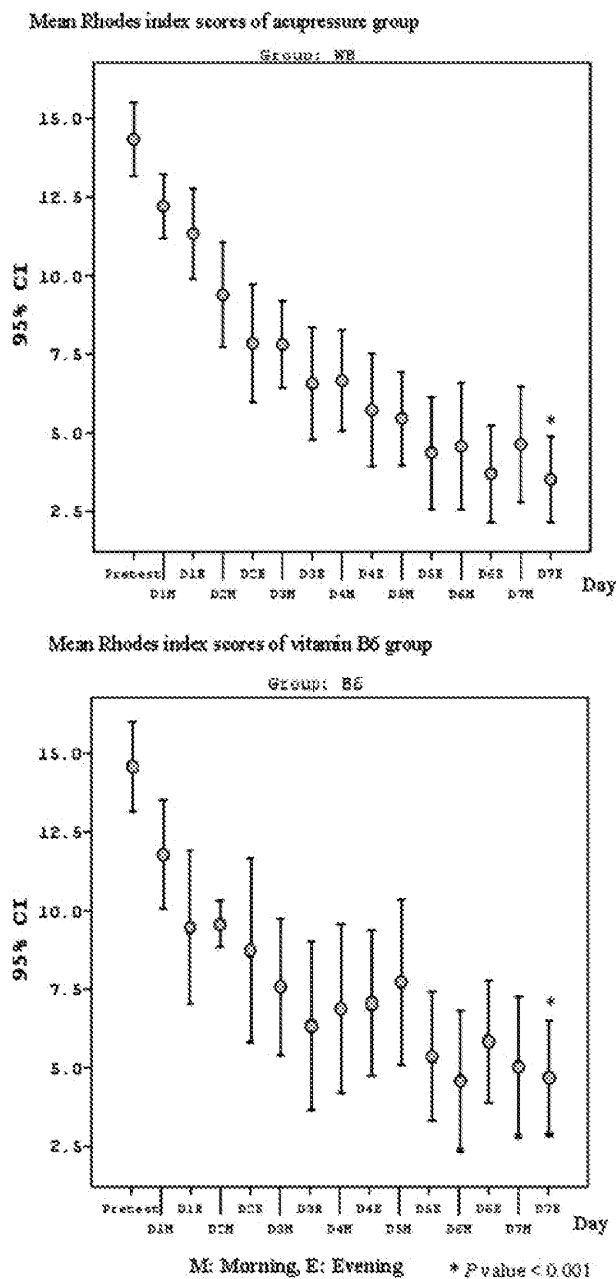 Mean Rhodes index scores of acupressure group
Group: WB
15.0
12.5
10.0
7.5
5.0
2.5
95% CI
*
Pretest D1E D2E D3E D4E D5E D6E D7E
D1M D2M D3M D4M D5M D6M D7M
Day
Mean Rhodes index scores of vitamin B6 group
Group: B6
15.0
12.5
10.0
7.5
5.0
2.5
95% CI
*
Pretest D1E D2E D3E D4E D5E D6E D7E
D1M D2M D3M D4M D5M D6M D7M
Day
M: Morning, E: Evening * P value < 0.001